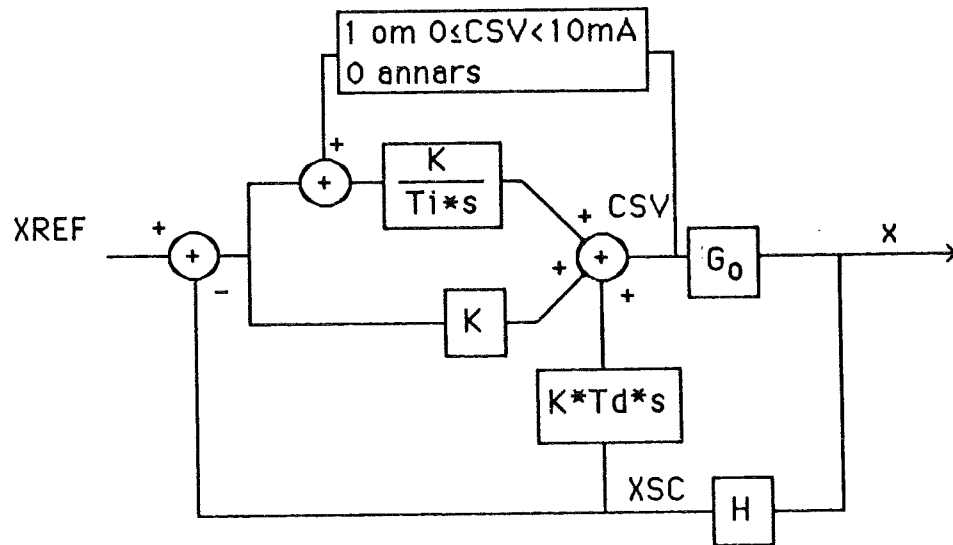 1 om 0≤CSV<10mA
0 annars
+
+
K
Ti*s
+
CSV
XREF
+
+
-
+
+
+
G₀
X
K
K*Td*s
XSC
H